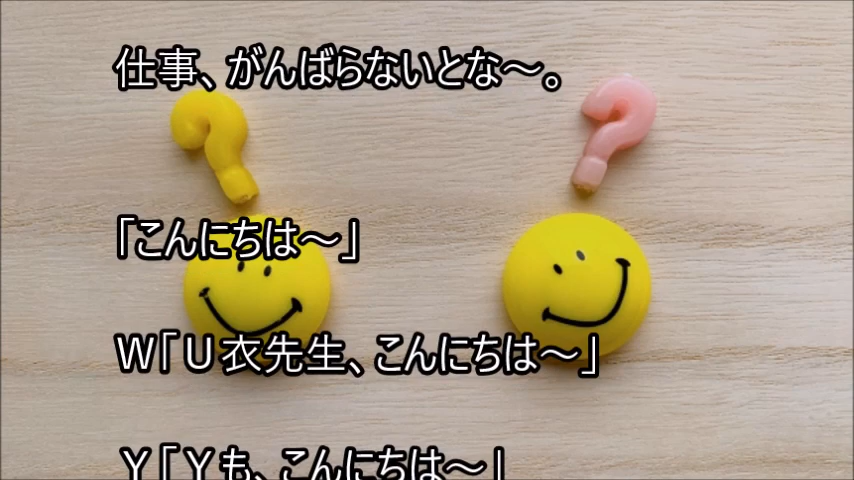 仕事、がんばらないとな〜。
「こんにちは〜」
W「U衣先生、こんにちは〜」
Y「Yも、こんにちは〜」